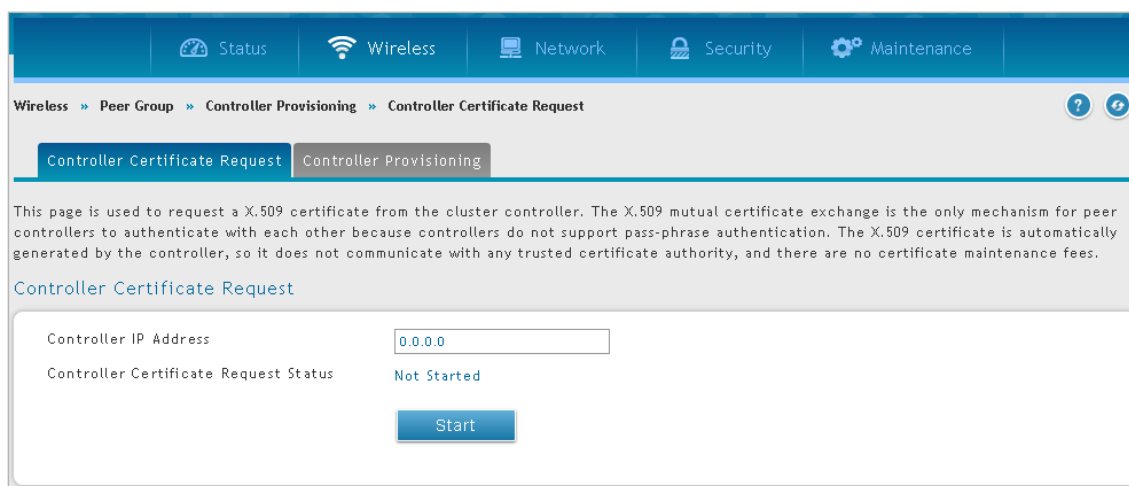 Status Wireless Network Security Maintenance
Wireless » Peer Group » Controller Provisioning » Controller Certificate Request ?
Controller Certificate Request Controller Provisioning
This page is used to request a X.509 certificate from the cluster controller. The X.509 mutual certificate exchange is the only mechanism for peer
controllers to authenticate with each other because controllers do not support pass-phrase authentication. The X.509 certificate is automatically
generated by the controller, so it does not communicate with any trusted certificate authority, and there are no certificate maintenance fees.
Controller Certificate Request
Controller IP Address 0.0.0.0
Controller Certificate Request Status Not Started
Start